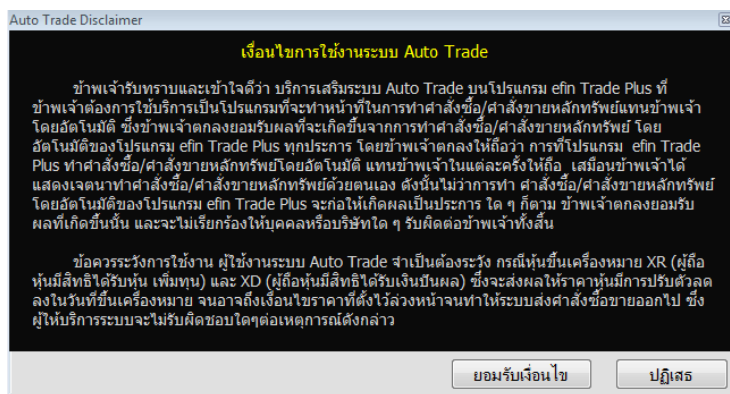 Auto Trade Disclaimer
เงื่อนไขการใช้งานระบบ Auto Trade
ข้าพเจ้ารับทราบและเข้าใจดีว่า บริการเสริมระบบ Auto Trade บนโปรแกรม efin Trade Plus ที่
ข้าพเจ้าต้องการใช้บริการเป็นโปรแกรมที่จะทำหน้าที่ในการทำคำสั่งซื้อ/คำสั่งขายหลักทรัพย์แทนข้าพเจ้า
โดยอัตโนมัติ ซึ่งข้าพเจ้าตกลงยอมรับผลที่จะเกิดขึ้นจากการทำคำสั่งซื้อ/คำสั่งขายหลักทรัพย์ โดย
อัตโนมัติของโปรแกรม efin Trade Plus ทุกประการ โดยข้าพเจ้าตกลงให้ถือว่า การที่โปรแกรม efin Trade
Plus ทำคำสั่งซื้อ/คำสั่งขายหลักทรัพย์โดยอัตโนมัติ แทนข้าพเจ้าในแต่ละครั้งให้ถือ เสมือนข้าพเจ้าได้
แสดงเจตนาทำคำสั่งซื้อ/คำสั่งขายหลักทรัพย์ด้วยตนเอง ดังนั้นไม่ว่าการทำ คำสั่งซื้อ/คำสั่งขายหลักทรัพย์
โดยอัตโนมัติของโปรแกรม efin Trade Plus จะก่อให้เกิดผลเป็นประการ ใด ๆ ก็ตาม ข้าพเจ้าตกลงยอมรับ
ผลที่เกิดขึ้นนั้น และจะไม่เรียกร้องให้บุคคลหรือบริษัทใด ๆ รับผิดต่อข้าพเจ้าทั้งสิ้น
ข้อควรระวังการใช้งาน ผู้ใช้งานระบบ Auto Trade จำเป็นต้องระวัง กรณีหุ้นขึ้นเครื่องหมาย XR (ผู้ถือ
หุ้นมีสิทธิได้รับหุ้น เพิ่มทุน) และ XD (ผู้ถือหุ้นมีสิทธิได้รับเงินปันผล) ซึ่งจะส่งผลให้ราคาหุ้นมีการปรับตัวลด
ลงในวันที่ขึ้นเครื่องหมาย จนอาจถึงเงื่อนไขราคาที่ตั้งไว้ล่วงหน้าจนทำให้ระบบส่งคำสั่งซื้อขายออกไป ซึ่ง
ผู้ให้บริการระบบจะไม่รับผิดชอบใดๆต่อเหตุการณ์ดังกล่าว
ยอมรับเงื่อนไข
ปฏิเสธ